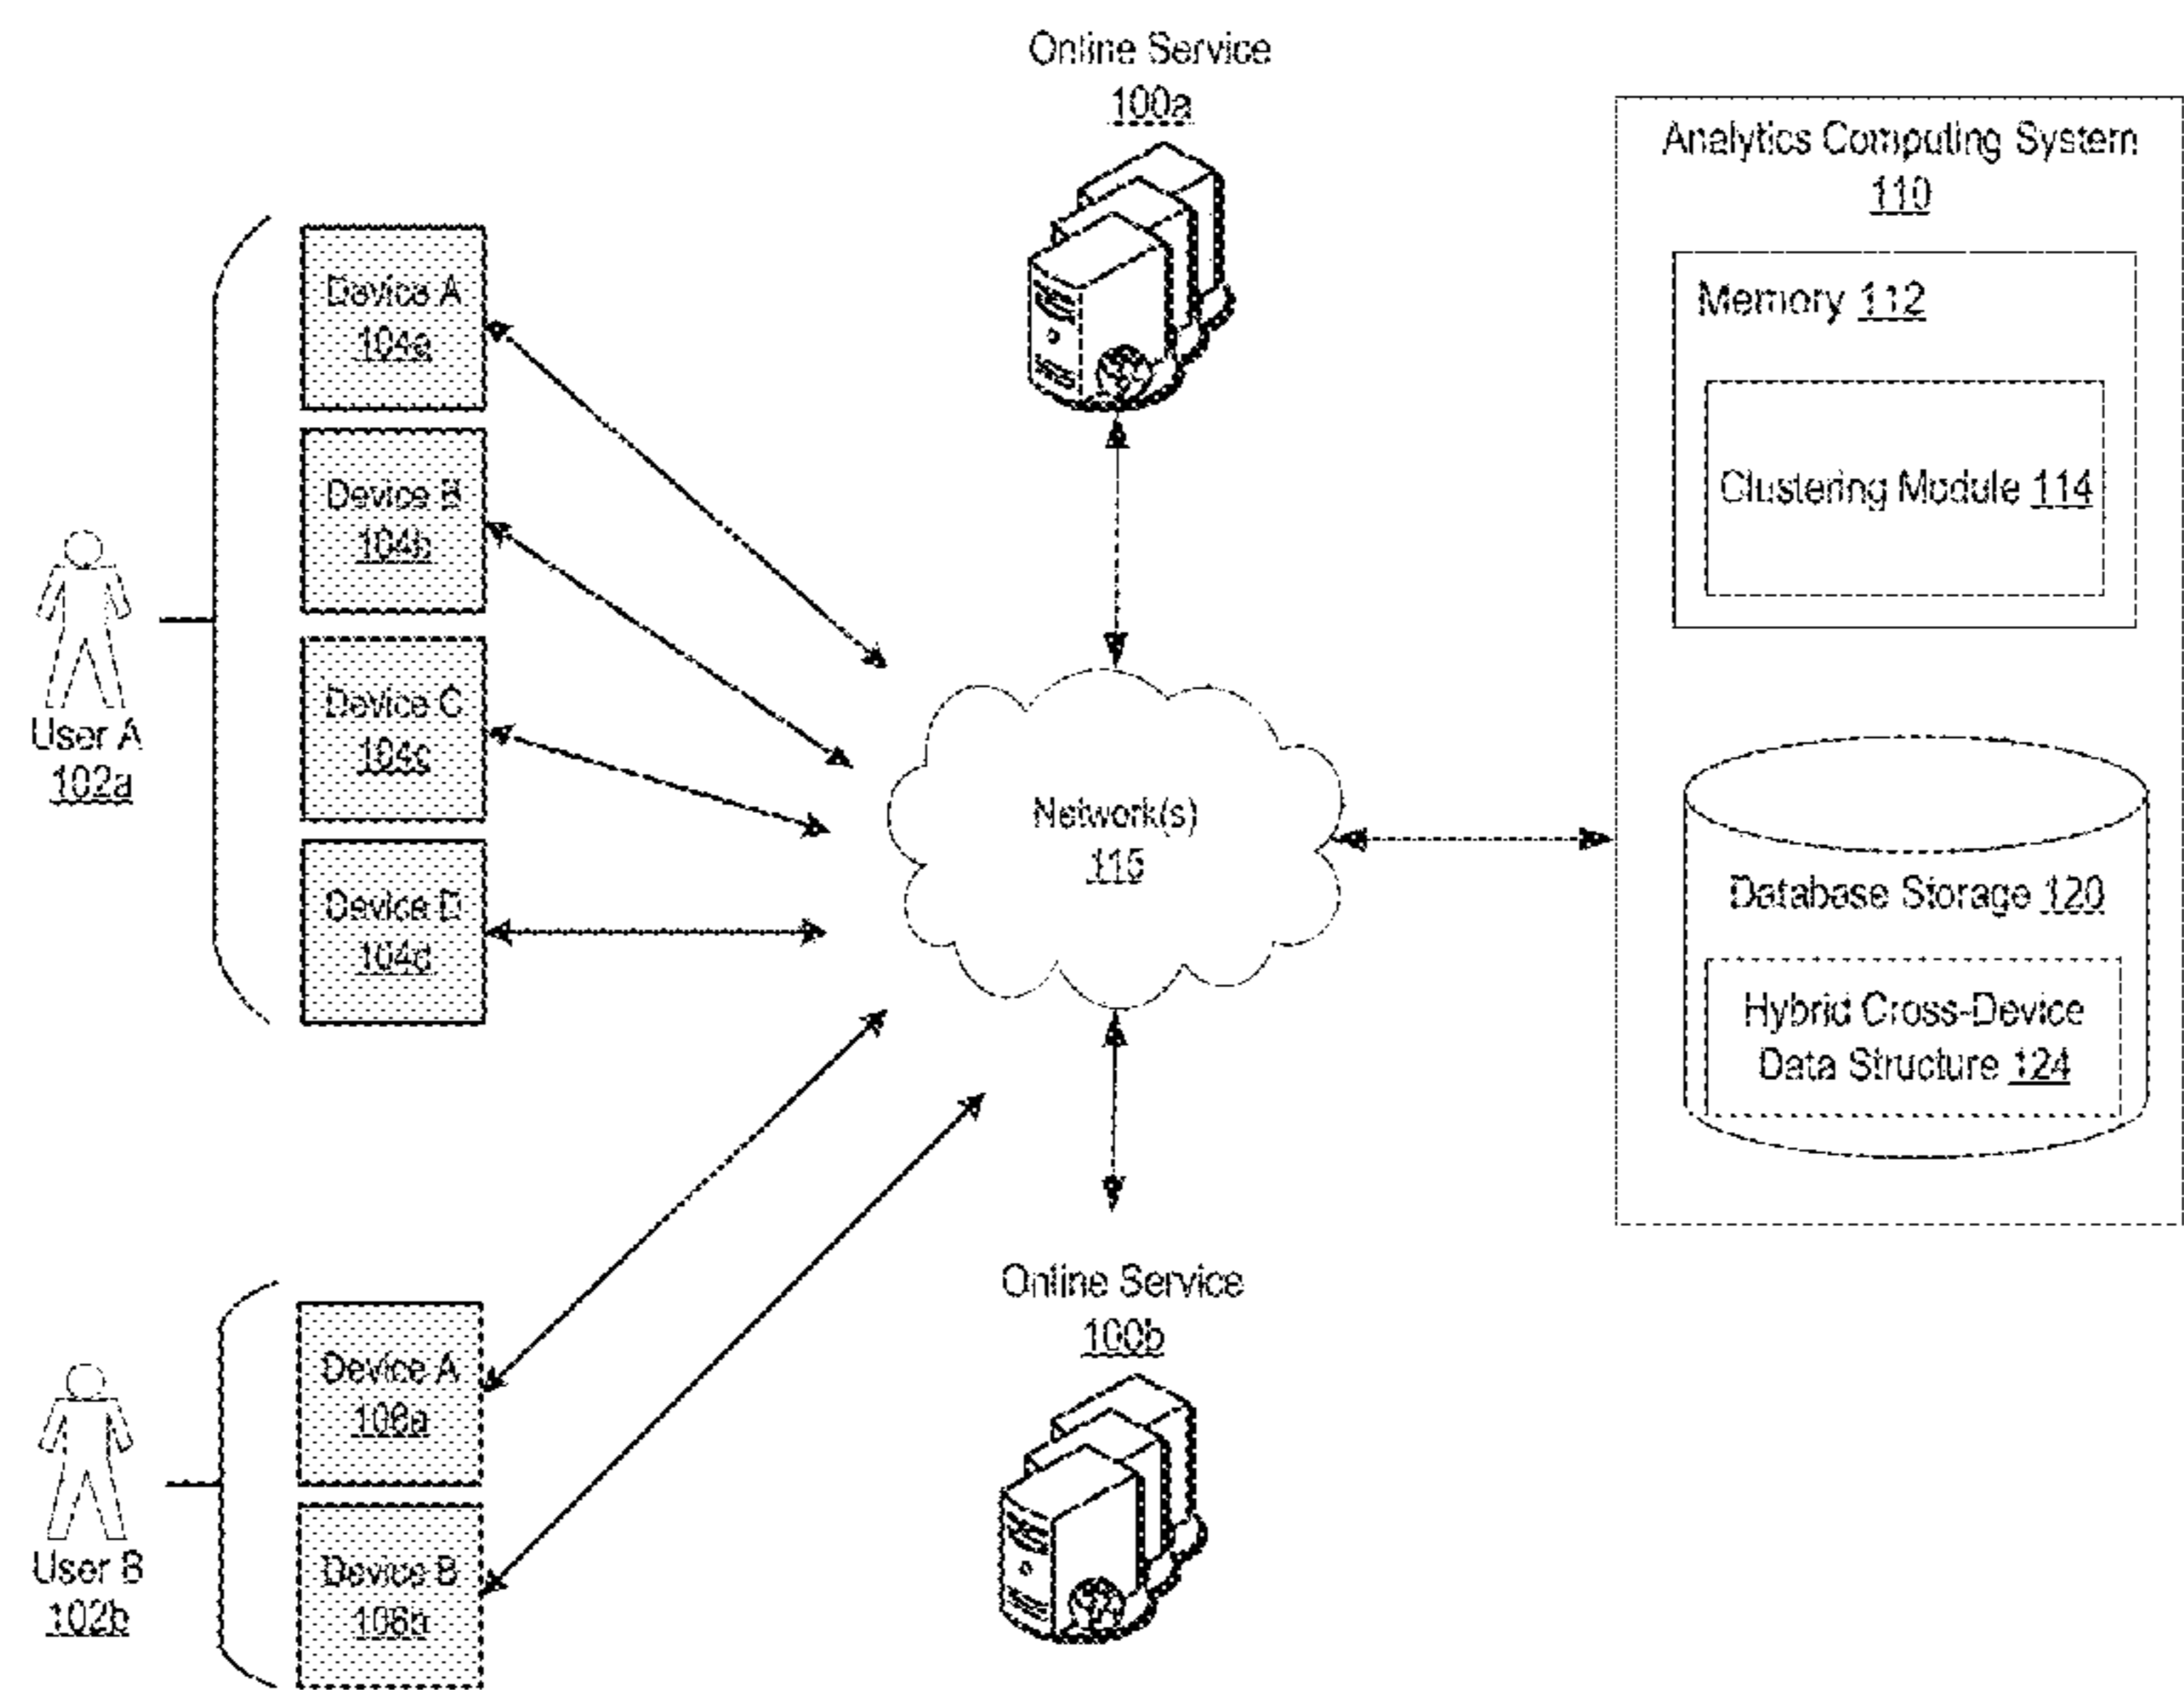 Online Service
100a
Analytics Computing System
110
Memory 112
Clustering Module 114
Device A
104a
Device B
104b
Device C
104c
Device D
104d
User A
102a
Network(s)
115
Database Storage 120
Hybrid Cross-Device
Data Structure 124
Online Service
100b
Device A
106a
Device B
106b
User B
102b